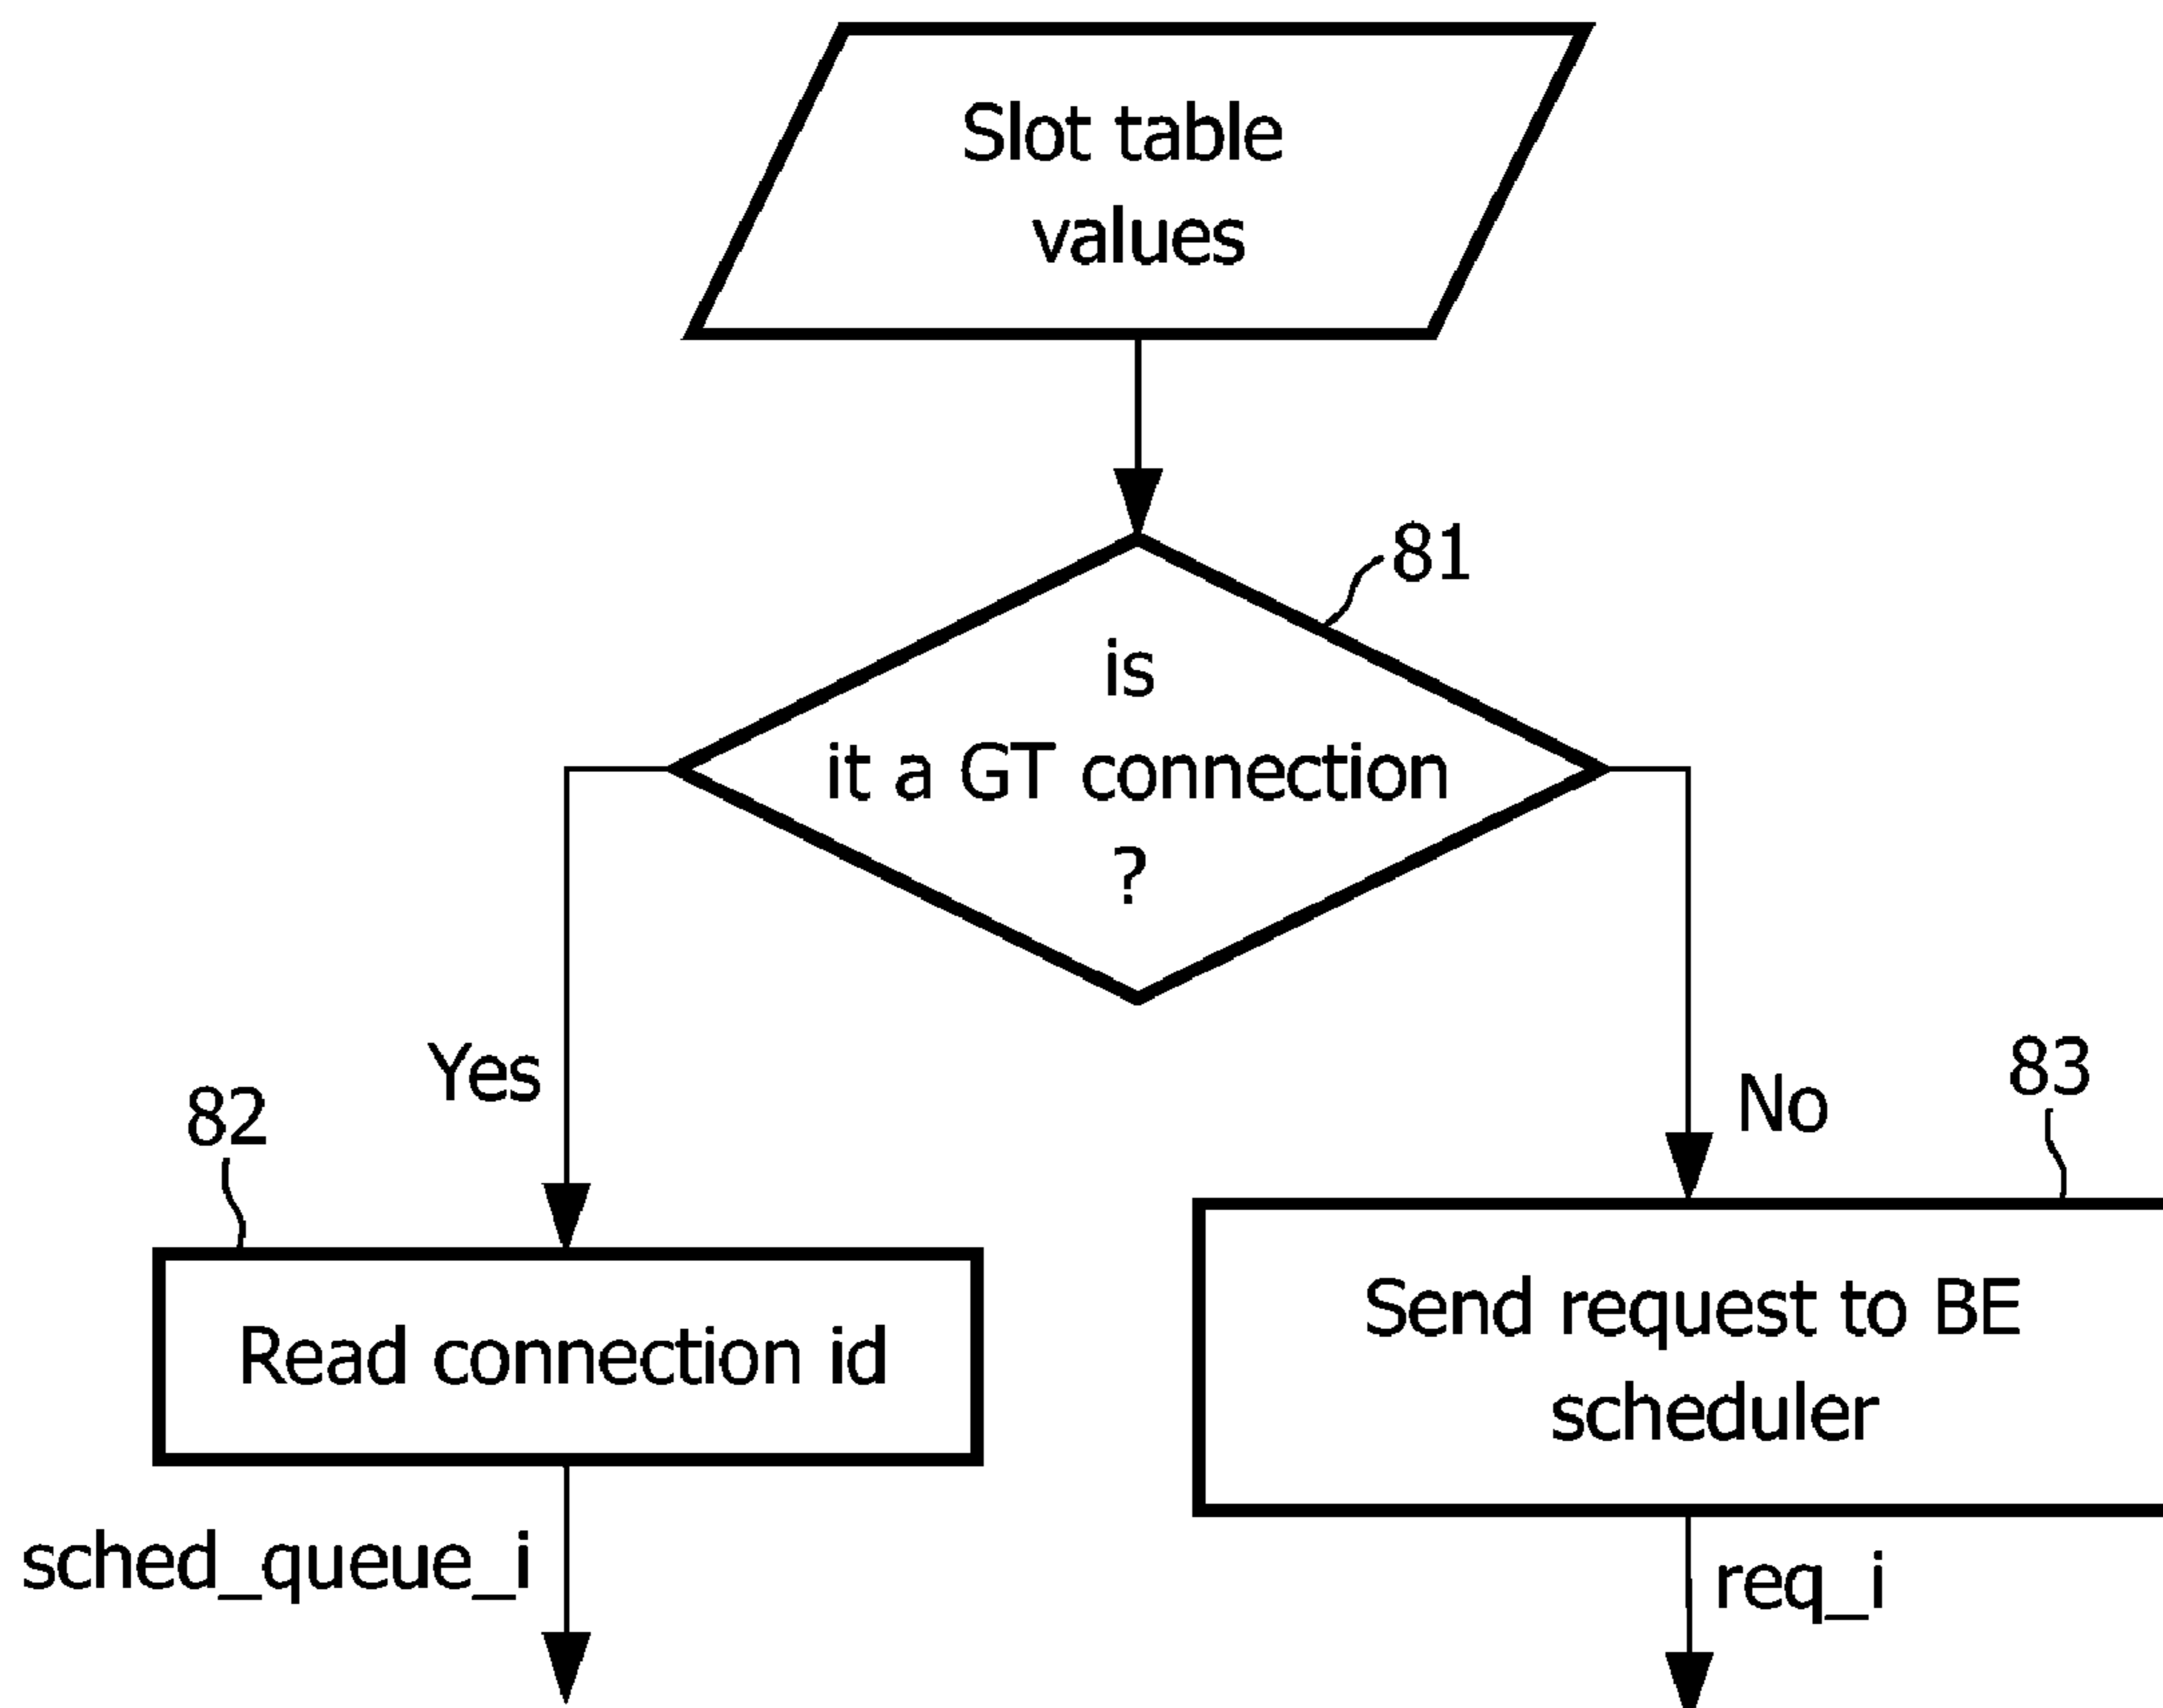 Slot table
values
81
is
it a GT connection
?
Yes
No
82
83
Read connection id
Send request to BE
scheduler
sched_queue_i
req_i